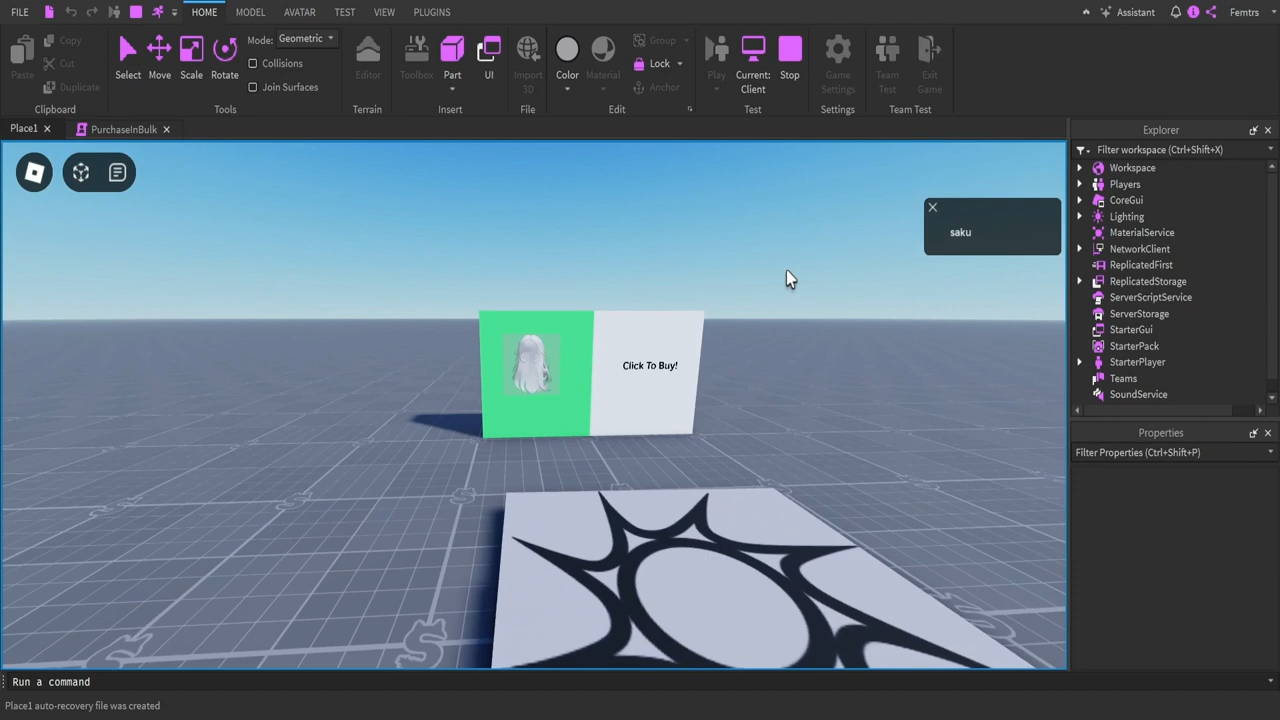 FILE HOME MODEL AVATAR TEST VIEW PLUGINS Assistant Femtrs
Paste Copy Cut Duplicate Clipboard
Select Move Scale Rotate Mode: Geometric Collisions Join Surfaces Tools
Editor Terrain
Toolbox Part UI Insert
Import 3D File
Color Material Group Lock Anchor Edit
Play Current: Client Stop Test
Game Settings Settings
Team Test Exit Game Team Test
Place1 PurchaseInBulk
saku
Click To Buy!
Explorer
Filter workspace (Ctrl+Shift+X)
Workspace
Players
CoreGui
Lighting
MaterialService
NetworkClient
ReplicatedFirst
ReplicatedStorage
ServerScriptService
ServerStorage
StarterGui
StarterPack
StarterPlayer
Teams
SoundService
Properties
Filter Properties (Ctrl+Shift+P)
Run a command
Place1 auto-recovery file was created